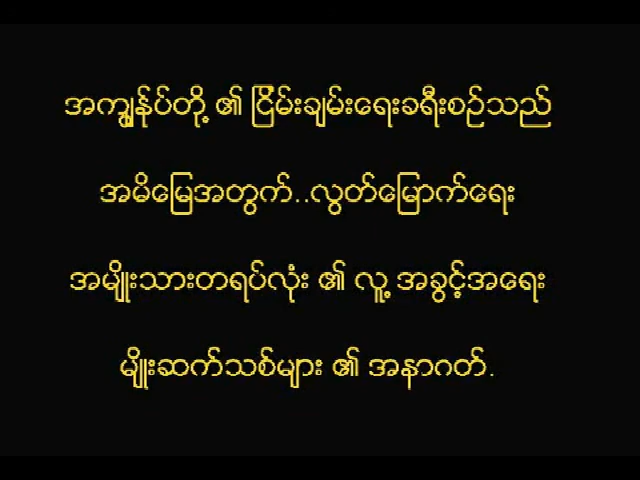 အကျွန်ုပ်တို့ ၏ ငြိမ်းချမ်းရေးခရီးစဉ်သည်
အမိမြေအတွက်..လွတ်မြောက်ရေး
အမျိုးသားတရပ်လုံး ၏ လူ့ အခွင့်အရေး
မျိုးဆက်သစ်များ ၏ အနာဂတ်.